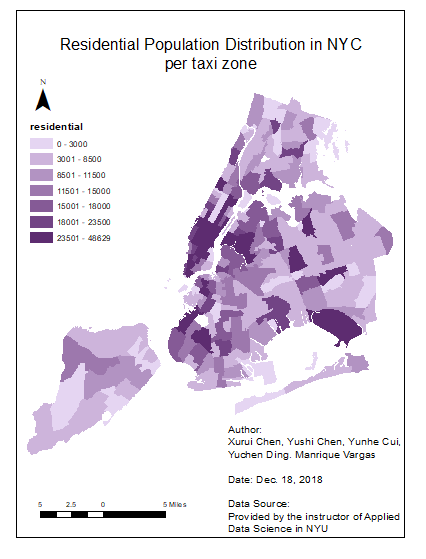 Residential Population Distribution in NYC
per taxi zone
N
residential
0 - 3000
3001 - 8500
8501 - 11500
11501 - 15000
15001 - 18000
18001 - 23500
23501 - 48629
Author:
Xurui Chen, Yushi Chen, Yunhe Cui,
Yuchen Ding. Manrique Vargas
Date: Dec. 18, 2018
Data Source:
Provided by the instructor of Applied
Data Science in NYU
5 2.5 0 5 Miles